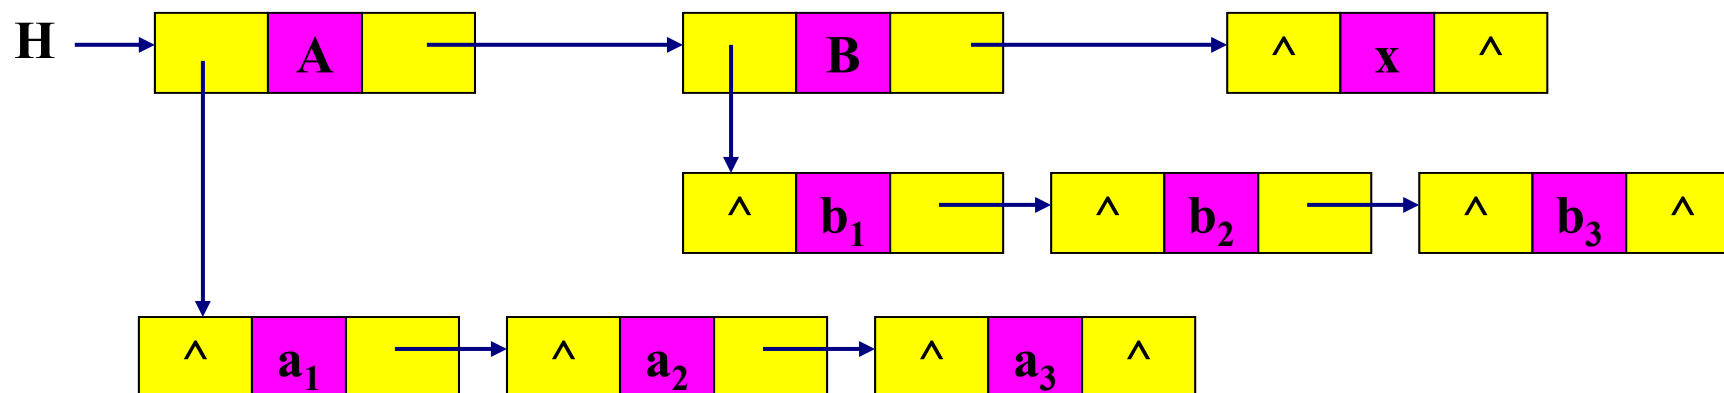 H A B ^ x ^
^ b₁ ^ b₂ ^ b₃ ^
^ a₁ ^ a₂ ^ a₃ ^